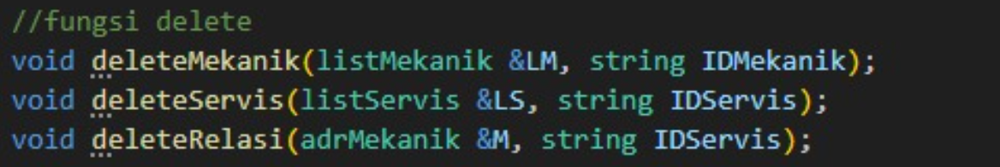 //fungsi delete
void deleteMekanik(listMekanik &LM, string IDMekanik);
void deleteServis(listServis &LS, string IDServis);
void deleteRelasi(adrMekanik &M, string IDServis);